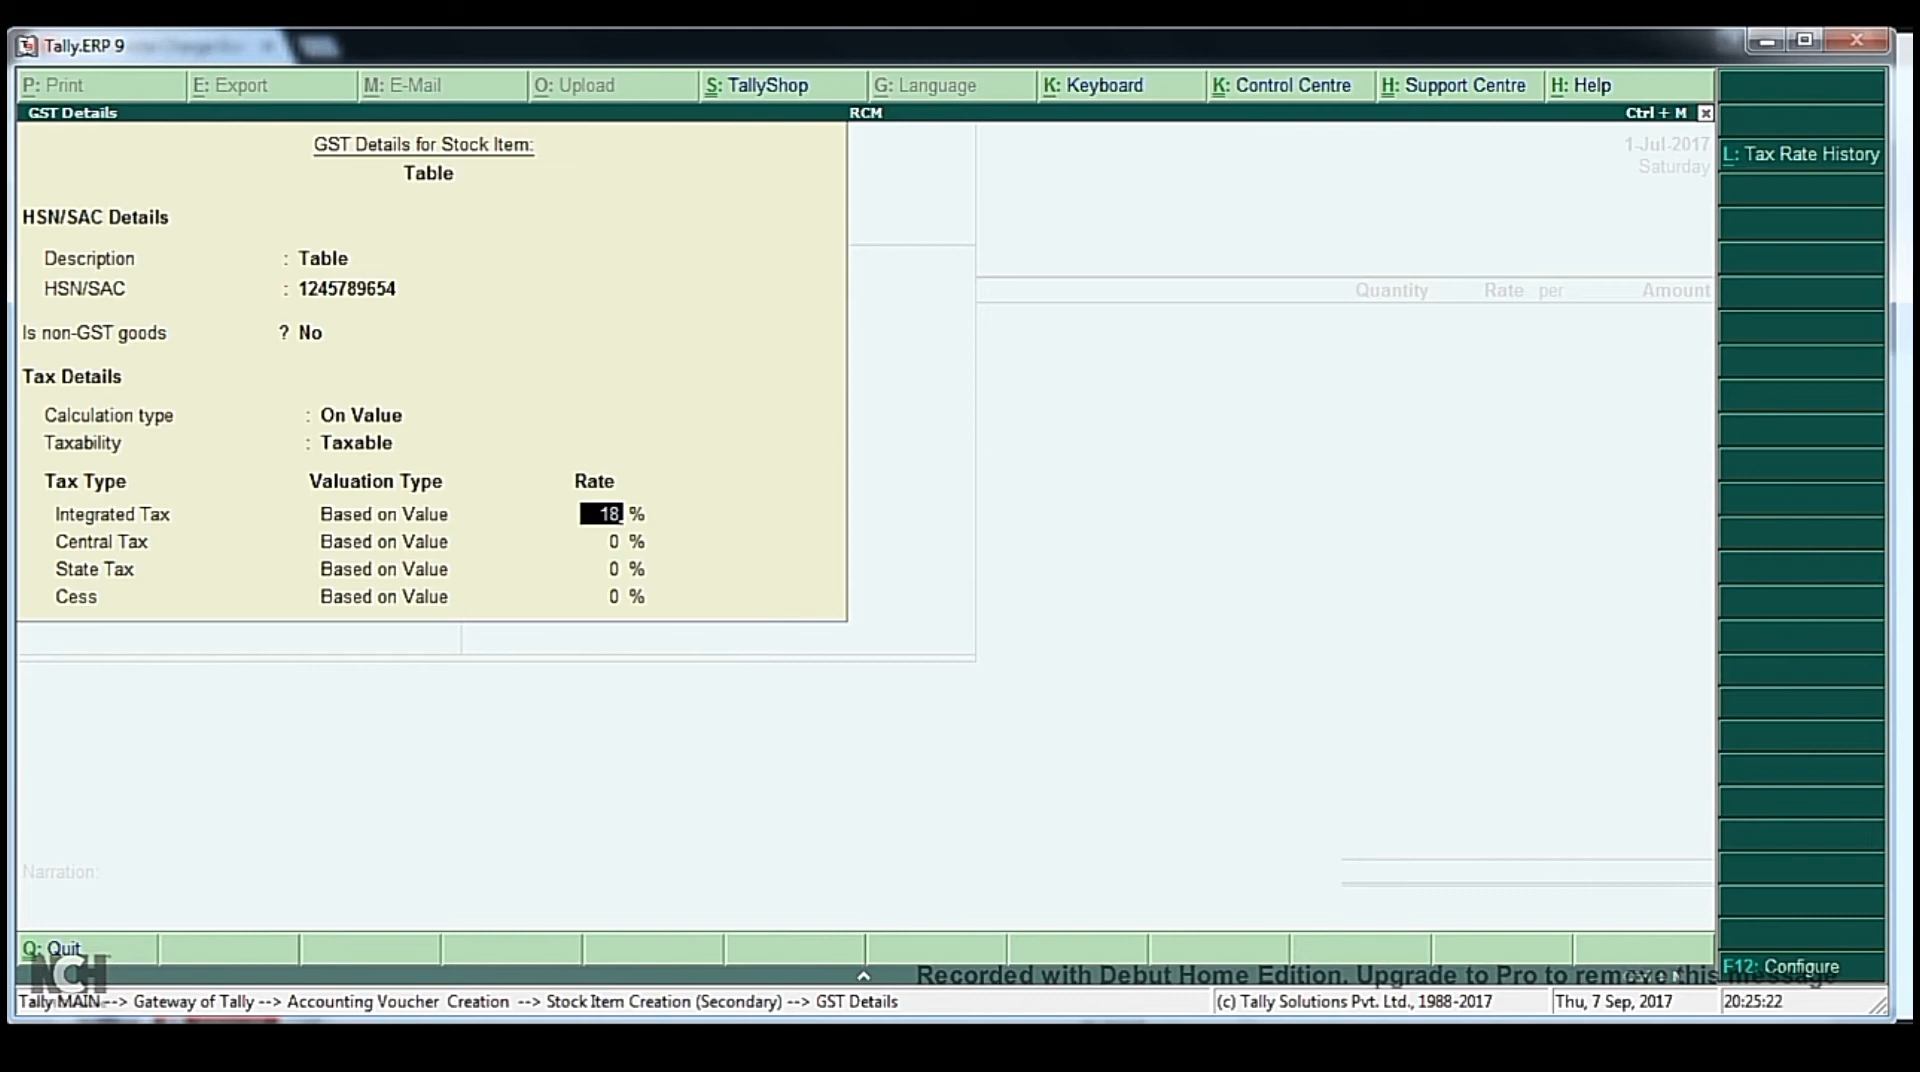 Tally.ERP 9
P: Print E: Export M: E-Mail O: Upload S: TallyShop G: Language K: Keyboard K: Control Centre H: Support Centre H: Help
GST Details RCM Ctrl + M
GST Details for Stock Item:
Table
1-Jul-2017
Saturday
L: Tax Rate History
HSN/SAC Details
Description : Table
HSN/SAC : 1245789654
Quantity Rate per Amount
Is non-GST goods ? No
Tax Details
Calculation type : On Value
Taxability : Taxable
Tax Type Valuation Type Rate
Integrated Tax Based on Value 18 %
Central Tax Based on Value 0 %
State Tax Based on Value 0 %
Cess Based on Value 0 %
Narration:
Q: Quit
NCH
Recorded with Debut Home Edition. Upgrade to Pro to remove this message
F12: Configure
Tally MAIN --> Gateway of Tally --> Accounting Voucher Creation --> Stock Item Creation (Secondary) --> GST Details (c) Tally Solutions Pvt. Ltd., 1988-2017 Thu, 7 Sep, 2017 20:25:22